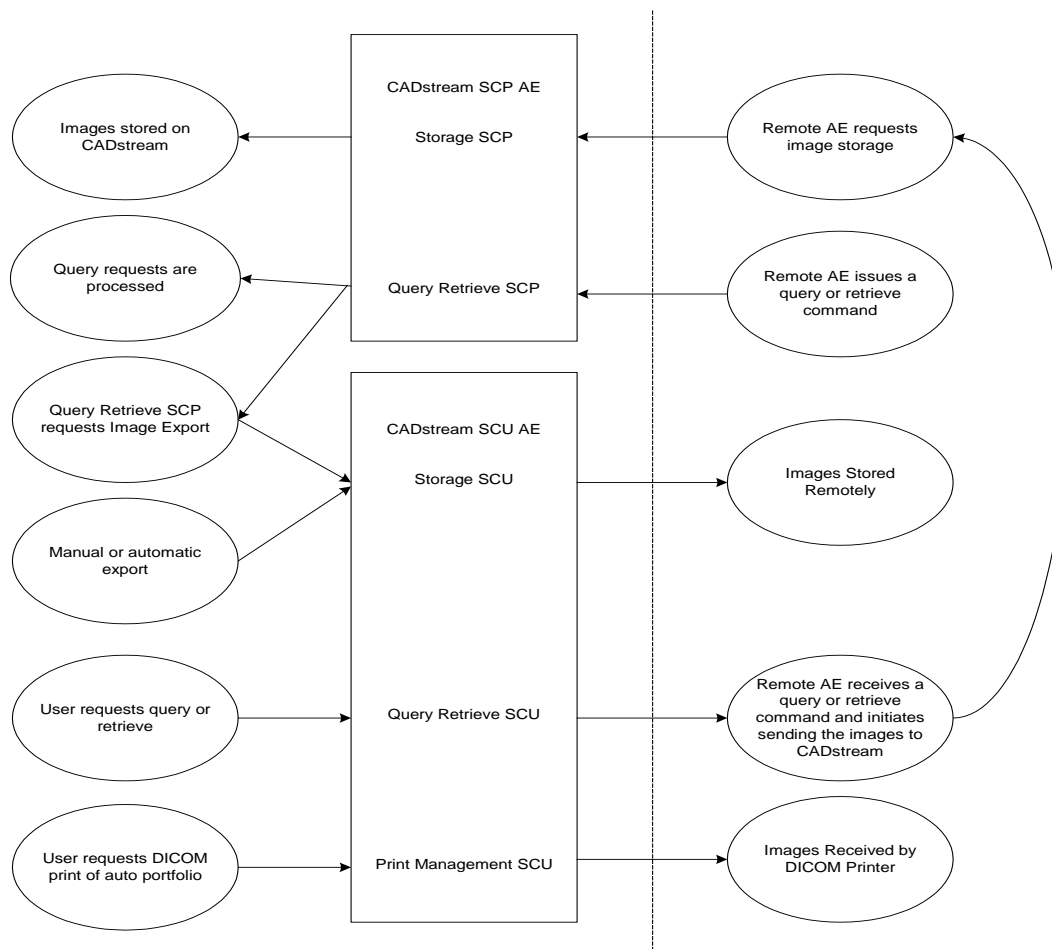 CADstream SCP AE
Images stored on
CADstream
Storage SCP
Remote AE requests
image storage
Query requests are
processed
Query Retrieve SCP
Remote AE issues a
query or retrieve
command
Query Retrieve SCP
requests Image Export
CADstream SCU AE
Storage SCU
Images Stored
Remotely
Manual or automatic
export
User requests query or
retrieve
Query Retrieve SCU
Remote AE receives a
query or retrieve
command and initiates
sending the images to
CADstream
User requests DICOM
print of auto portfolio
Print Management SCU
Images Received by
DICOM Printer